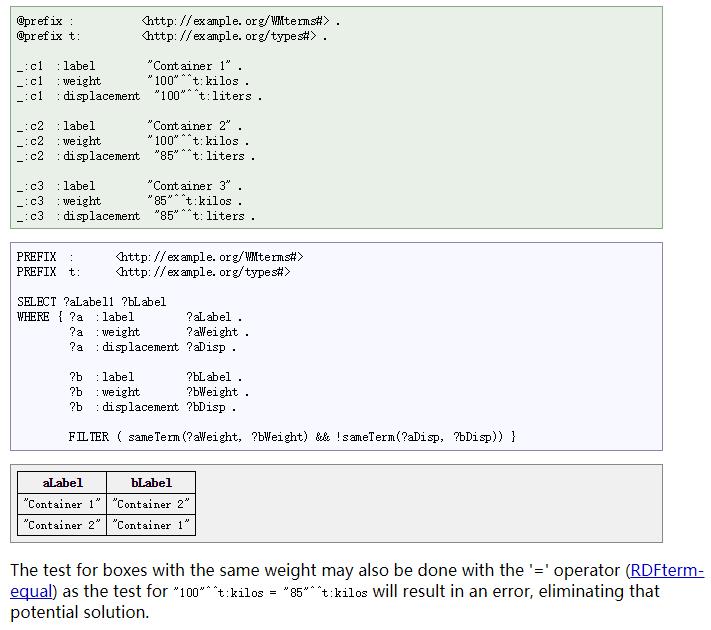 @prefix :          <http://example.org/WMterms#> .
@prefix t:         <http://example.org/types#> .
_:c1  :label        "Container 1" .
_:c1  :weight       "100"^^t:kilos .
_:c1  :displacement  "100"^^t:liters .
_:c2  :label        "Container 2" .
_:c2  :weight       "100"^^t:kilos .
_:c2  :displacement  "85"^^t:liters .
_:c3  :label        "Container 3" .
_:c3  :weight       "85"^^t:kilos .
_:c3  :displacement  "85"^^t:liters .
PREFIX  :      <http://example.org/WMterms#>
PREFIX  t:     <http://example.org/types#>
SELECT ?aLabel1 ?bLabel
WHERE { ?a  :label        ?aLabel .
?a  :weight       ?aWeight .
?a  :displacement ?aDisp .
?b  :label        ?bLabel .
?b  :weight       ?bWeight .
?b  :displacement ?bDisp .
FILTER ( sameTerm(?aWeight, ?bWeight) && !sameTerm(?aDisp, ?bDisp)) }
aLabel bLabel
"Container 1" "Container 2"
"Container 2" "Container 1"
The test for boxes with the same weight may also be done with the '=' operator (RDFterm-
equal) as the test for "100"^^t:kilos = "85"^^t:kilos will result in an error, eliminating that
potential solution.